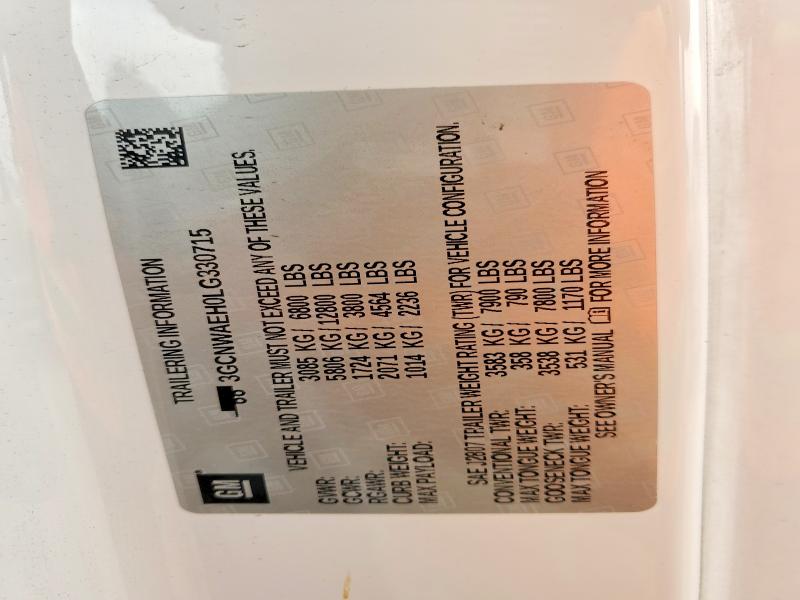 TRAILERING INFORMATION
3GCNWAEH0LG330715
GM
VEHICLE AND TRAILER MUST NOT EXCEED ANY OF THESE VALUES.
GVWR: 3085 KG / 6800 LBS
GCWR: 5806 KG / 12800 LBS
RGAWR: 1724 KG / 3800 LBS
CURB WEIGHT: 2071 KG / 4564 LBS
MAX PAYLOAD: 1014 KG / 2236 LBS
SAE J2807 TRAILER WEIGHT RATING (TWR) FOR VEHICLE CONFIGURATION.
CONVENTIONAL TWR: 3583 KG / 7900 LBS
MAX TONGUE WEIGHT: 358 KG / 790 LBS
GOOSENECK TWR: 3538 KG / 7800 LBS
MAX TONGUE WEIGHT: 531 KG / 1170 LBS
SEE OWNER'S MANUAL FOR MORE INFORMATION